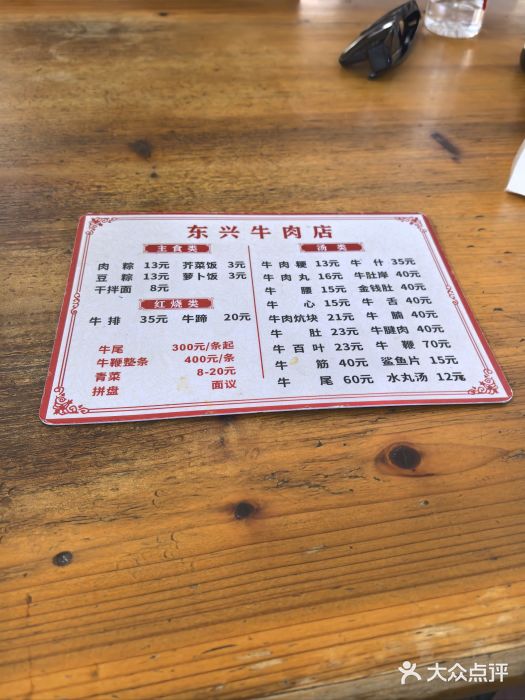 东兴牛肉店
主食类
肉粽 13元 芥菜饭 3元
豆粽 13元 萝卜饭 3元
干拌面 8元
红烧类
牛排 35元 牛蹄 20元
牛尾 300元/条起
牛鞭整条 400元/条
青菜 8-20元
拼盘 面议
汤类
牛肉粳 13元 牛什 35元
牛肉丸 16元 牛肚岸 40元
牛腰 15元 金钱肚 40元
牛心 15元 牛舌 40元
牛肉炕块 21元 牛腩 40元
牛肚 23元 牛腱肉 40元
牛百叶 23元 牛鞭 70元
牛筋 40元 鲨鱼片 15元
牛尾 60元 水丸汤 12元
大众点评